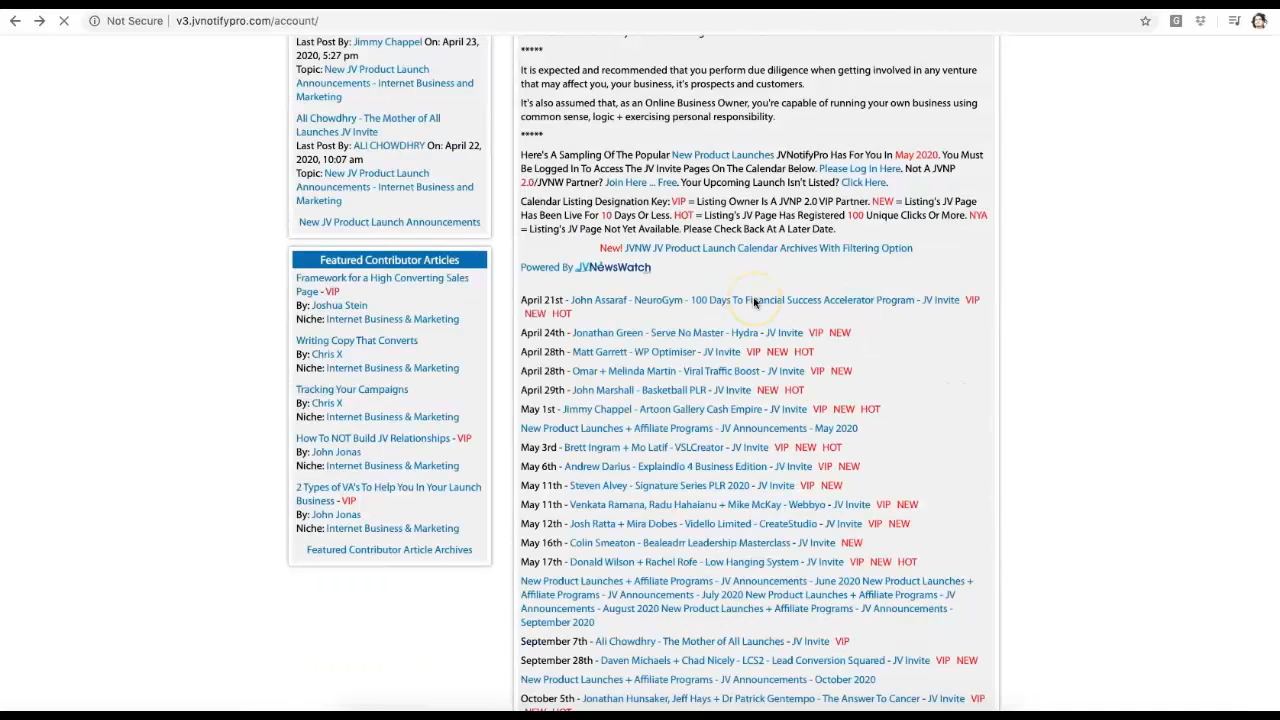 Not Secure
v3.jvnotifypro.com/account/
Last Post By: Jimmy Chappel On: April 23,
2020, 5:27 pm
Topic: New JV Product Launch
Announcements - Internet Business and
Marketing
Ali Chowdhry - The Mother of All
Launches JV Invite
Last Post By: ALI CHOWDHRY On: April 22,
2020, 10:07 am
Topic: New JV Product Launch
Announcements - Internet Business and
Marketing
New JV Product Launch Announcements
Featured Contributor Articles
Framework for a High Converting Sales
Page - VIP
By: Joshua Stein
Niche: Internet Business & Marketing
Writing Copy That Converts
By: Chris X
Niche: Internet Business & Marketing
Tracking Your Campaigns
By: Chris X
Niche: Internet Business & Marketing
How To NOT Build JV Relationships - VIP
By: John Jonas
Niche: Internet Business & Marketing
2 Types of VA's To Help You In Your Launch
Business - VIP
By: John Jonas
Niche: Internet Business & Marketing
Featured Contributor Article Archives
*****
It is expected and recommended that you perform due diligence when getting involved in any venture
that may affect you, your business, it's prospects and customers.
It's also assumed that, as an Online Business Owner, you're capable of running your own business using
common sense, logic + exercising personal responsibility.
*****
Here's A Sampling Of The Popular New Product Launches JVNotifyPro Has For You In May 2020. You Must
Be Logged In To Access The JV Invite Pages On The Calendar Below. Please Log In Here. Not A JVNP
2.0/JVNW Partner? Join Here ... Free. Your Upcoming Launch Isn't Listed? Click Here.
Calendar Listing Designation Key: VIP = Listing Owner Is A JVNP 2.0 VIP Partner. NEW = Listing's JV Page
Has Been Live For 10 Days Or Less. HOT = Listing's JV Page Has Registered 100 Unique Clicks Or More. NYA
= Listing's JV Page Not Yet Available. Please Check Back At A Later Date.
New! JVNW JV Product Launch Calendar Archives With Filtering Option
Powered By JVNewsWatch
April 21st - John Assaraf - NeuroGym - 100 Days To Financial Success Accelerator Program - JV Invite VIP
NEW HOT
April 24th - Jonathan Green - Serve No Master - Hydra - JV Invite VIP NEW
April 28th - Matt Garrett - WP Optimiser - JV Invite VIP NEW HOT
April 28th - Omar + Melinda Martin - Viral Traffic Boost - JV Invite VIP NEW
April 29th - John Marshall - Basketball PLR - JV Invite NEW HOT
May 1st - Jimmy Chappel - Artoon Gallery Cash Empire - JV Invite VIP NEW HOT
New Product Launches + Affiliate Programs - JV Announcements - May 2020
May 3rd - Brett Ingram + Mo Latif - VSLCreator - JV Invite VIP NEW HOT
May 6th - Andrew Darius - Explaindio 4 Business Edition - JV Invite VIP NEW
May 11th - Steven Alvey - Signature Series PLR 2020 - JV Invite VIP NEW
May 11th - Venkata Ramana, Radu Hahaianu + Mike McKay - Webbyo - JV Invite VIP NEW
May 12th - Josh Ratta + Mira Dobes - Vidello Limited - CreateStudio - JV Invite VIP NEW
May 16th - Colin Smeaton - Bealeadrr Leadership Masterclass - JV Invite NEW
May 17th - Donald Wilson + Rachel Rofe - Low Hanging System - JV Invite VIP NEW HOT
New Product Launches + Affiliate Programs - JV Announcements - June 2020 New Product Launches +
Affiliate Programs - JV Announcements - July 2020 New Product Launches + Affiliate Programs - JV
Announcements - August 2020 New Product Launches + Affiliate Programs - JV Announcements -
September 2020
September 7th - Ali Chowdhry - The Mother of All Launches - JV Invite VIP
September 28th - Daven Michaels + Chad Nicely - LCS2 - Lead Conversion Squared - JV Invite VIP NEW
New Product Launches + Affiliate Programs - JV Announcements - October 2020
October 5th - Jonathan Hunsaker, Jeff Hays + Dr Patrick Gentempo - The Answer To Cancer - JV Invite VIP
NEW HOT